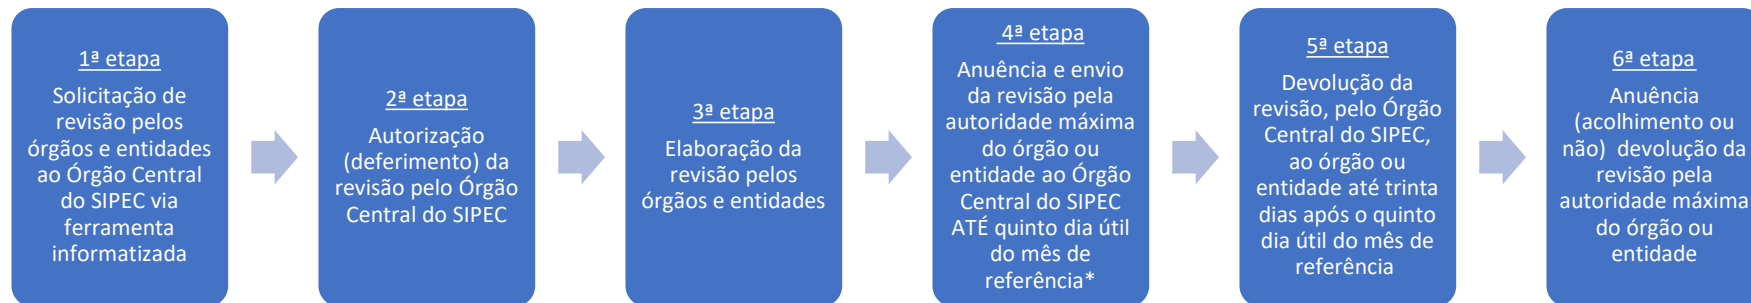 1ª etapa
Solicitação de
revisão pelos
órgãos e entidades
ao Órgão Central
do SIPEC via
ferramenta
informatizada
2ª etapa
Autorização
(deferimento) da
revisão pelo Órgão
Central do SIPEC
3ª etapa
Elaboração da
revisão pelos
órgãos e entidades
4ª etapa
Anuência e envio
da revisão pela
autoridade máxima
do órgão ou
entidade ao Órgão
Central do SIPEC
ATÉ quinto dia útil
do mês de
referência*
5ª etapa
Devolução da
revisão, pelo Órgão
Central do SIPEC,
ao órgão ou
entidade até trinta
dias após o quinto
dia útil do mês de
referência
6ª etapa
Anuência
(acolhimento ou
não) devolução da
revisão pela
autoridade máxima
do órgão ou
entidade